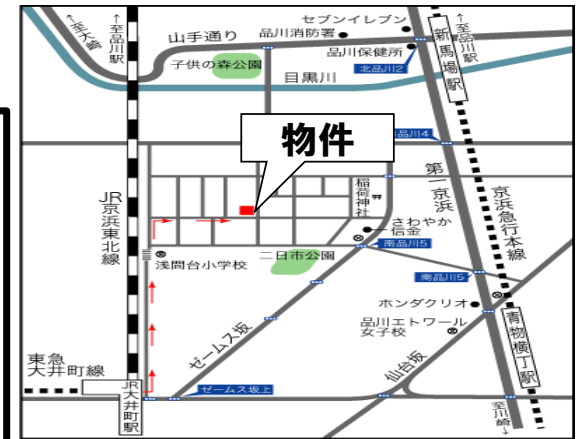 ←至大崎
↑至品川駅
山手通り
品川消防署
セブンイレブン
品川保健所
北品川2
新馬場駅
←至品川駅
子供の森公園
目黒川
物件
品川4
第一京浜
京浜急行本線
JR京浜東北線
稲荷神社
さわやか信金
南品川5
浅間台小学校
二日市公園
南品川5
ホンダクリオ
品川エトワール
女子校
青物横丁駅
ゼームス坂
仙台坂
東急
大井町線
JR大井町駅
ゼームス坂上
至川崎→